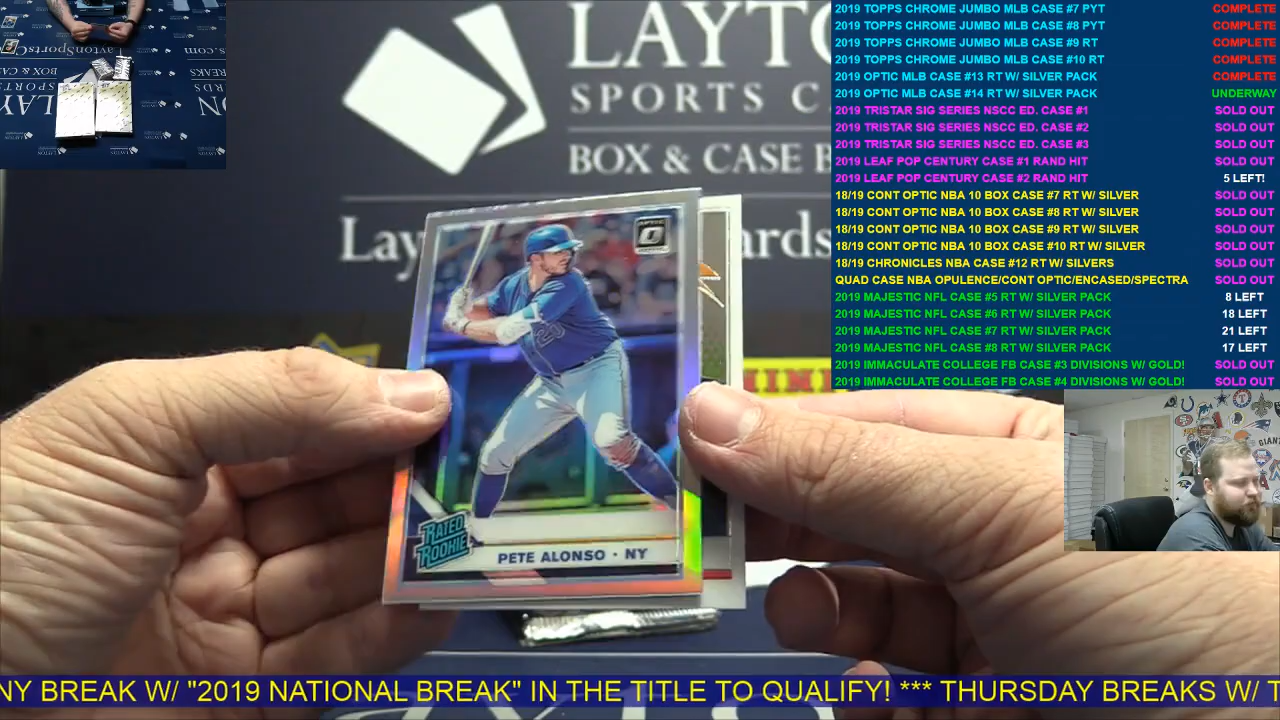 LAYTON
SPORTS C
BOX & CASE B
Lay
ards
RATED
ROOKIE
PETE ALONSO · NY
2019 TOPPS CHROME JUMBO MLB CASE #7 PYT COMPLETE
2019 TOPPS CHROME JUMBO MLB CASE #8 PYT COMPLETE
2019 TOPPS CHROME JUMBO MLB CASE #9 RT COMPLETE
2019 TOPPS CHROME JUMBO MLB CASE #10 RT COMPLETE
2019 OPTIC MLB CASE #13 RT W/ SILVER PACK COMPLETE
2019 OPTIC MLB CASE #14 RT W/ SILVER PACK UNDERWAY
2019 TRISTAR SIG SERIES NSCC ED. CASE #1 SOLD OUT
2019 TRISTAR SIG SERIES NSCC ED. CASE #2 SOLD OUT
2019 TRISTAR SIG SERIES NSCC ED. CASE #3 SOLD OUT
2019 LEAF POP CENTURY CASE #1 RAND HIT SOLD OUT
2019 LEAF POP CENTURY CASE #2 RAND HIT 5 LEFT!
18/19 CONT OPTIC NBA 10 BOX CASE #7 RT W/ SILVER SOLD OUT
18/19 CONT OPTIC NBA 10 BOX CASE #8 RT W/ SILVER SOLD OUT
18/19 CONT OPTIC NBA 10 BOX CASE #9 RT W/ SILVER SOLD OUT
18/19 CONT OPTIC NBA 10 BOX CASE #10 RT W/ SILVER SOLD OUT
18/19 CHRONICLES NBA CASE #12 RT W/ SILVERS SOLD OUT
QUAD CASE NBA OPULENCE/CONT OPTIC/ENCASED/SPECTRA SOLD OUT
2019 MAJESTIC NFL CASE #5 RT W/ SILVER PACK 8 LEFT
2019 MAJESTIC NFL CASE #6 RT W/ SILVER PACK 18 LEFT
2019 MAJESTIC NFL CASE #7 RT W/ SILVER PACK 21 LEFT
2019 MAJESTIC NFL CASE #8 RT W/ SILVER PACK 17 LEFT
2019 IMMACULATE COLLEGE FB CASE #3 DIVISIONS W/ GOLD! SOLD OUT
2019 IMMACULATE COLLEGE FB CASE #4 DIVISIONS W/ GOLD! SOLD OUT
NY BREAK W/ "2019 NATIONAL BREAK" IN THE TITLE TO QUALIFY! *** THURSDAY BREAKS W/ T